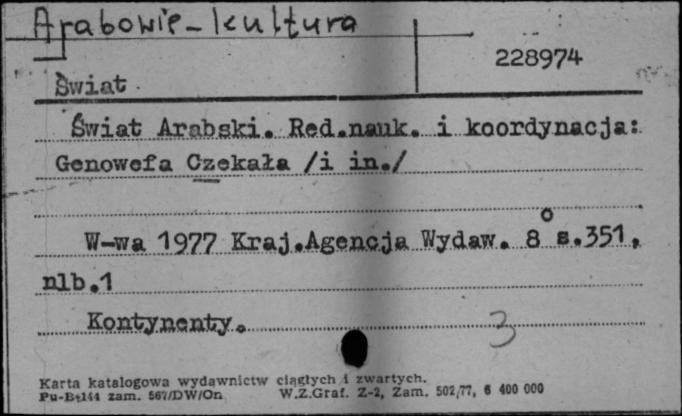 Arabowie - kultura
228974
Świat
Świat Arabski. Red.nauk. i koordynacja:
Genowefa Czekała /i in./
W-wa 1977 Kraj.Agencja Wydaw. 8° s.351,
nlb.1
Kontynenty.
3
Karta katalogowa wydawnictw ciągłych i zwartych.
Pu-Bt144 zam. 567/DW/On W.Z.Graf. Z-2, Zam. 502/77, 6 400 000